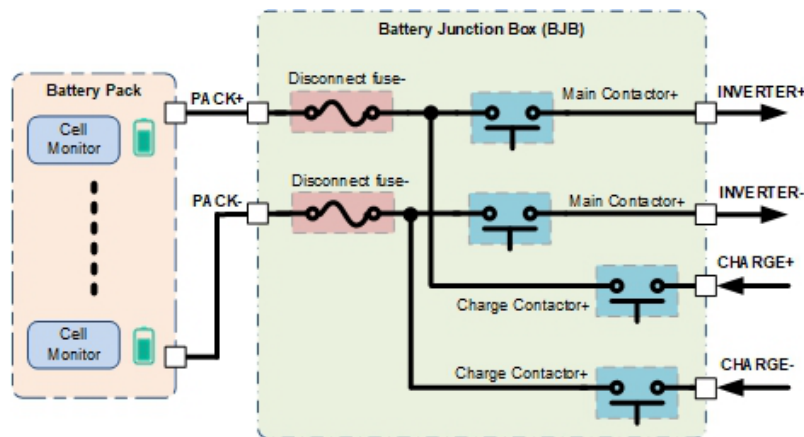 Battery Junction Box (BJB)
Battery Pack
PACK+
Disconnect fuse-
Main Contactor+
INVERTER+
Cell
Monitor
Disconnect fuse-
PACK-
Main Contactor+
INVERTER-
CHARGE+
Charge Contactor+
Cell
Monitor
Charge Contactor+
CHARGE-